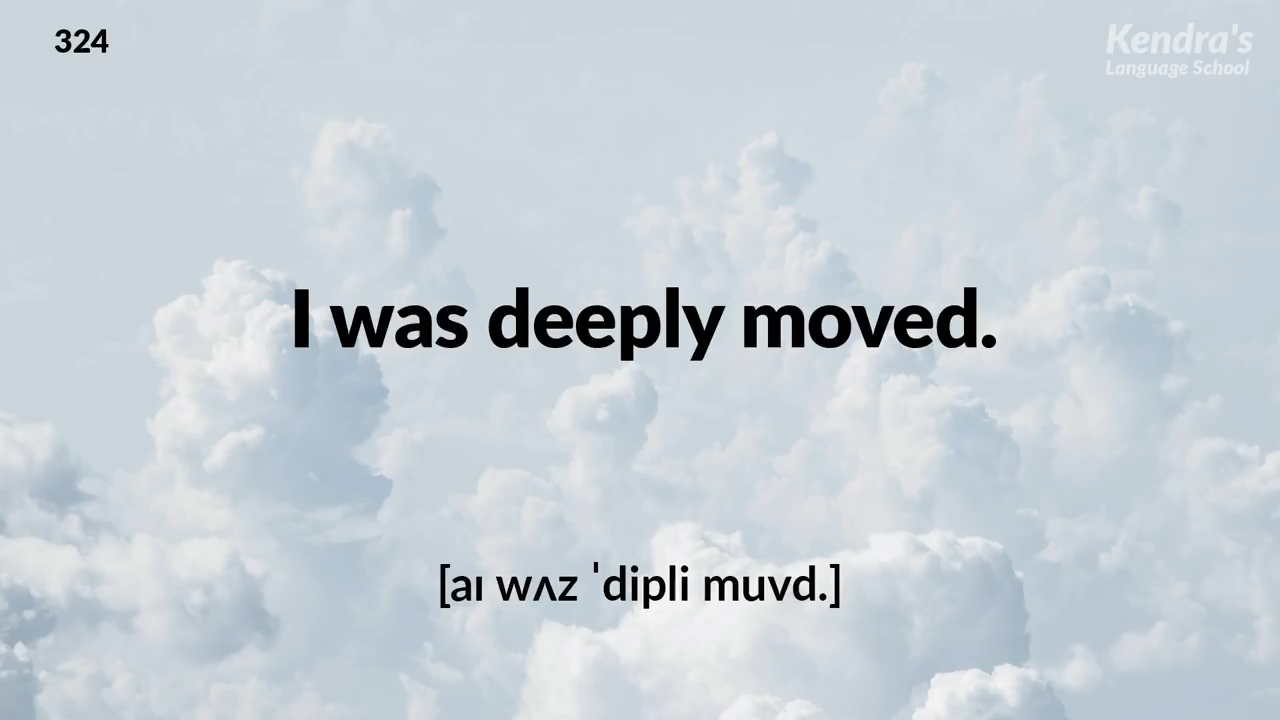 324
Kendra's
Language School
I was deeply moved.
[aɪ wʌz ˈdipli muvd.]